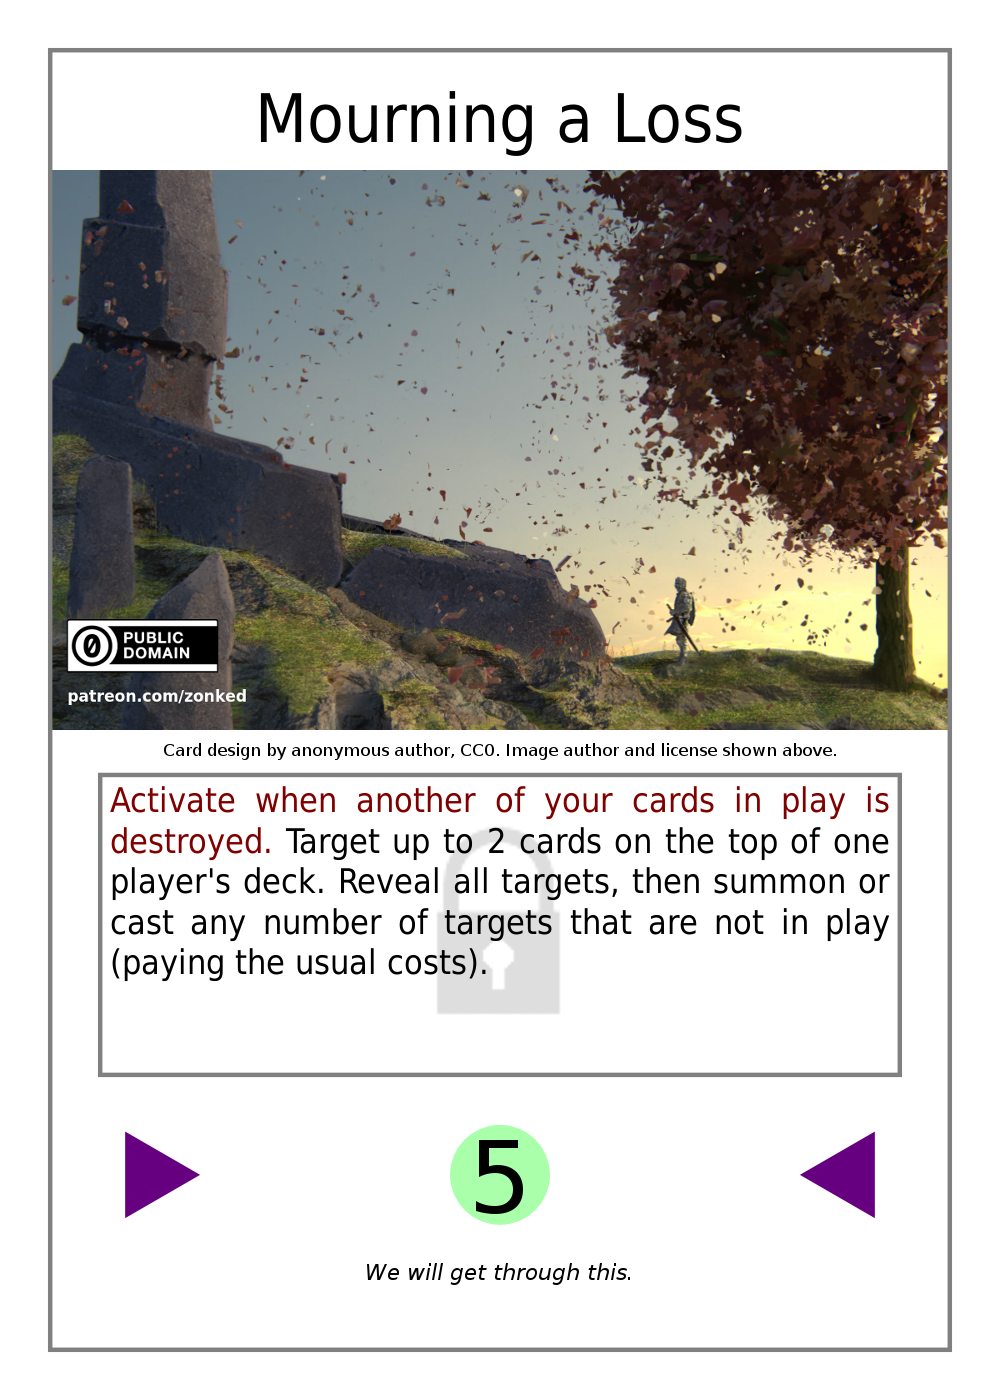 Mourning a Loss
0 PUBLIC
DOMAIN
patreon.com/zonked
Card design by anonymous author, CC0. Image author and license shown above.
Activate when another of your cards in play is
destroyed. Target up to 2 cards on the top of one
player's deck. Reveal all targets, then summon or
cast any number of targets that are not in play
(paying the usual costs).
5
We will get through this.